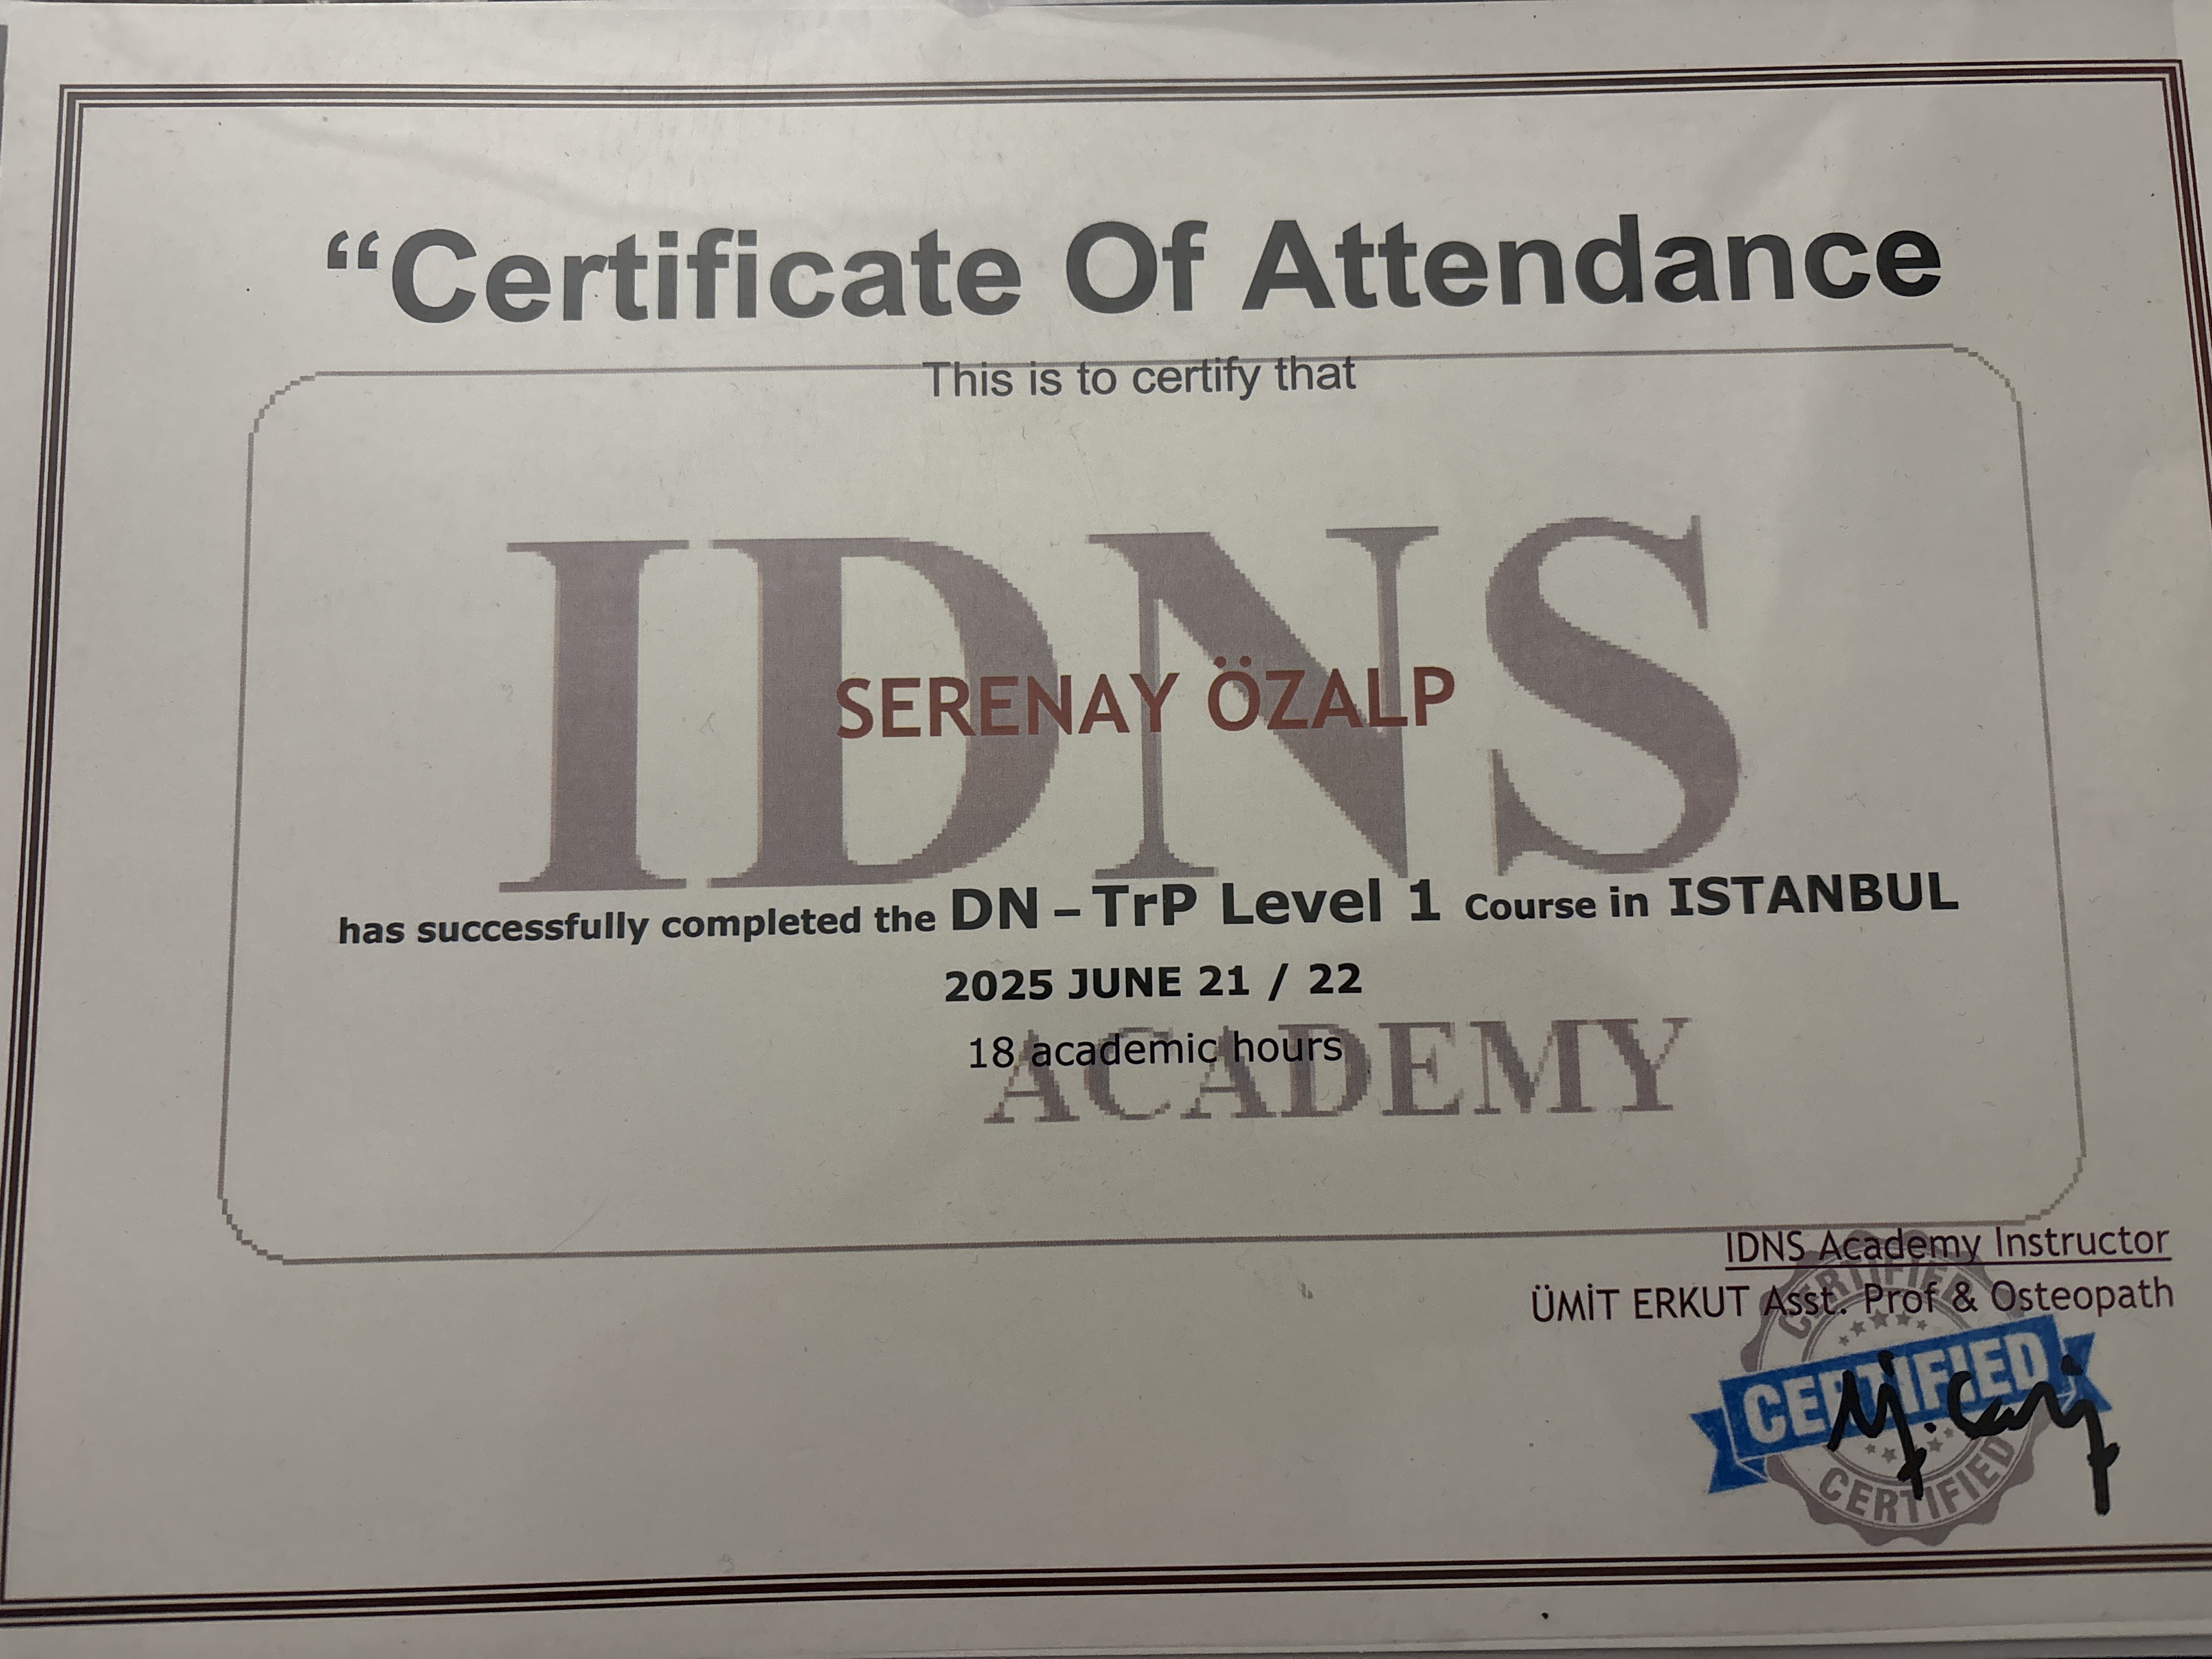 “Certificate Of Attendance
This is to certify that
IDNS
SERENAY ÖZALP
has successfully completed the DN – TrP Level 1 Course in ISTANBUL
2025 JUNE 21 / 22
18 academic hours
ACADEMY
IDNS Academy Instructor
ÜMİT ERKUT Asst. Prof & Osteopath
CERTIFIED
CERTIFIED
CERTIFIED